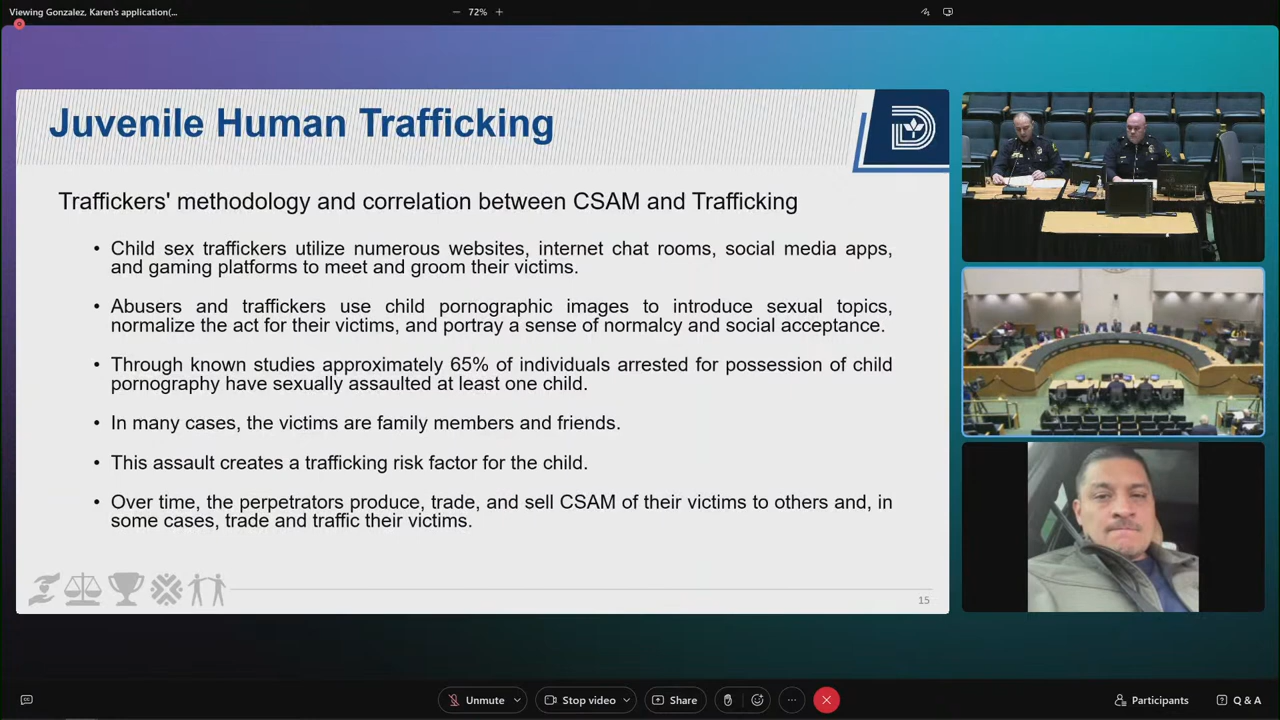 Viewing Gonzalez, Karen's application(...
72%
Juvenile Human Trafficking
Traffickers' methodology and correlation between CSAM and Trafficking
• Child sex traffickers utilize numerous websites, internet chat rooms, social media apps,
and gaming platforms to meet and groom their victims.
• Abusers and traffickers use child pornographic images to introduce sexual topics,
normalize the act for their victims, and portray a sense of normalcy and social acceptance.
• Through known studies approximately 65% of individuals arrested for possession of child
pornography have sexually assaulted at least one child.
• In many cases, the victims are family members and friends.
• This assault creates a trafficking risk factor for the child.
• Over time, the perpetrators produce, trade, and sell CSAM of their victims to others and, in
some cases, trade and traffic their victims.
15
Unmute
Stop video
Share
Participants
Q & A